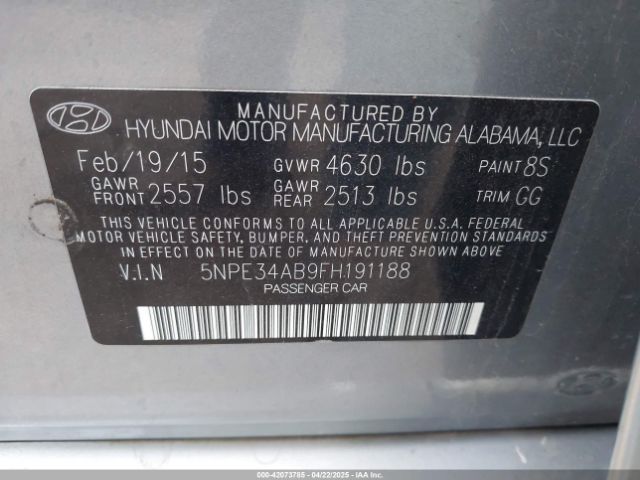 MANUFACTURED BY
HYUNDAI MOTOR MANUFACTURING ALABAMA, LLC
Feb/19/15 GVWR 4630 lbs PAINT 8S
GAWR FRONT 2557 lbs GAWR REAR 2513 lbs TRIM GG
THIS VEHICLE CONFORMS TO ALL APPLICABLE U.S.A. FEDERAL
MOTOR VEHICLE SAFETY, BUMPER, AND THEFT PREVENTION STANDARDS
IN EFFECT ON THE DATE OF MANUFACTURE SHOWN ABOVE
V.I.N 5NPE34AB9FH191188
PASSENGER CAR
000-42073785 - 04/22/2025 - COPART